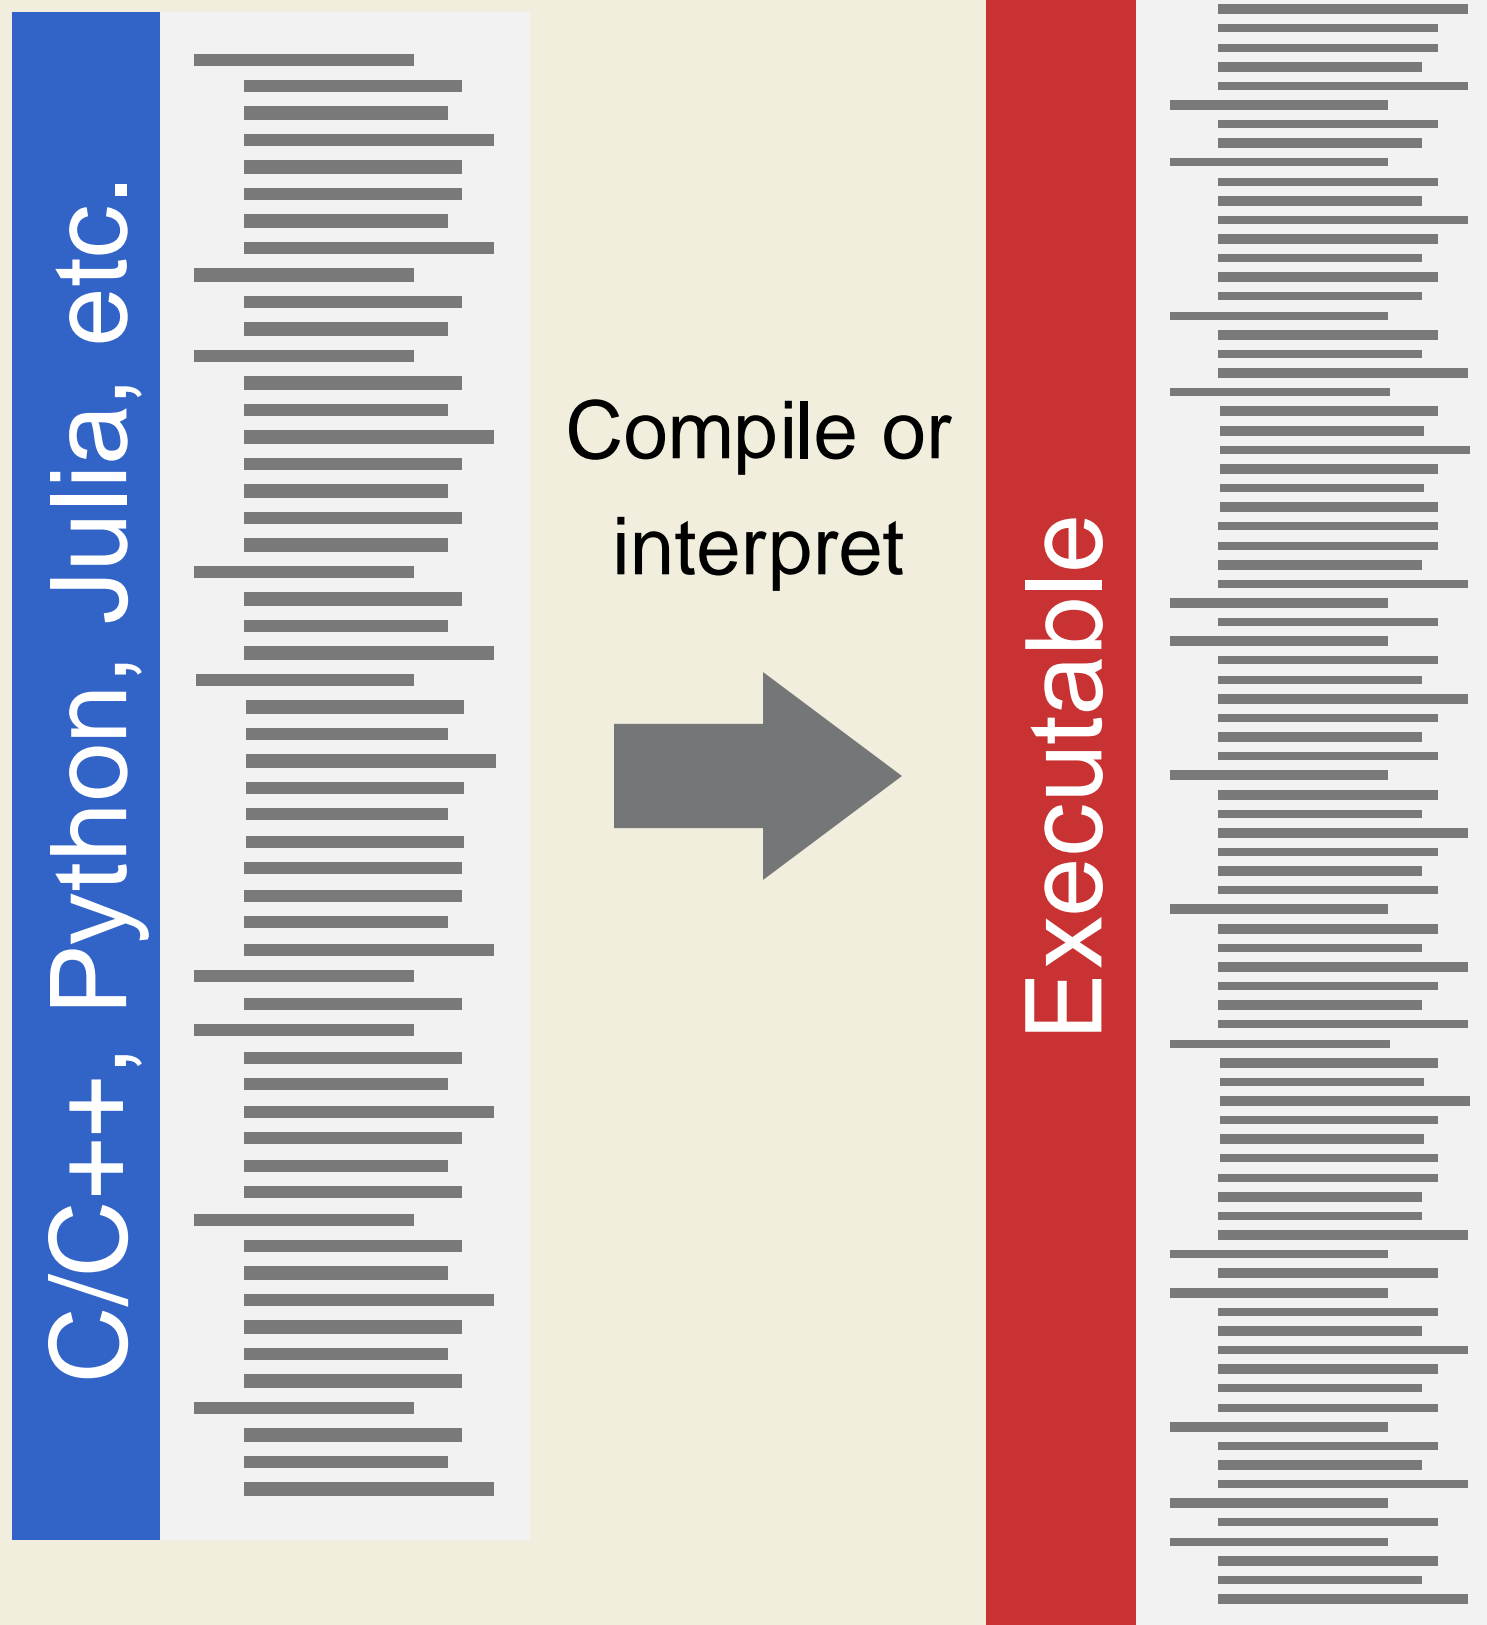 C/C++, Python, Julia, etc.
Compile or
interpret
Executable